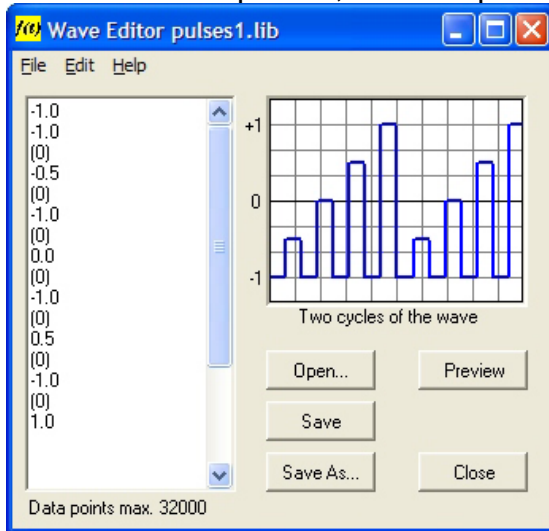 f(t) Wave Editor pulses1.lib
File Edit Help
-1.0
-1.0
(0)
-0.5
(0)
-1.0
(0)
0.0
(0)
-1.0
(0)
0.5
(0)
-1.0
(0)
1.0
Data points max. 32000
+1
0
-1
Two cycles of the wave
Open... Preview
Save
Save As... Close